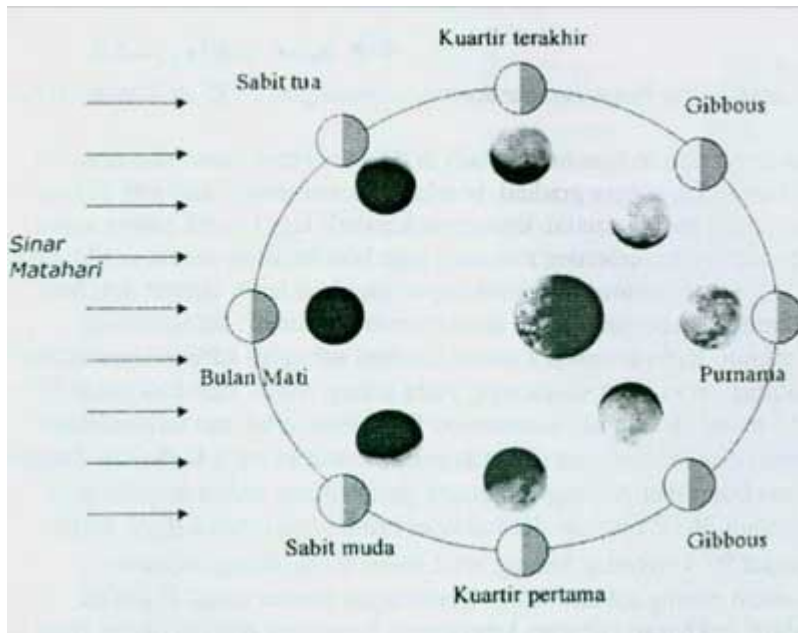 Kuartir terakhir
Sabit tua
Gibbous
Sinar
Matahari
Bulan Mati
Purnama
Sabit muda
Gibbous
Kuartir pertama